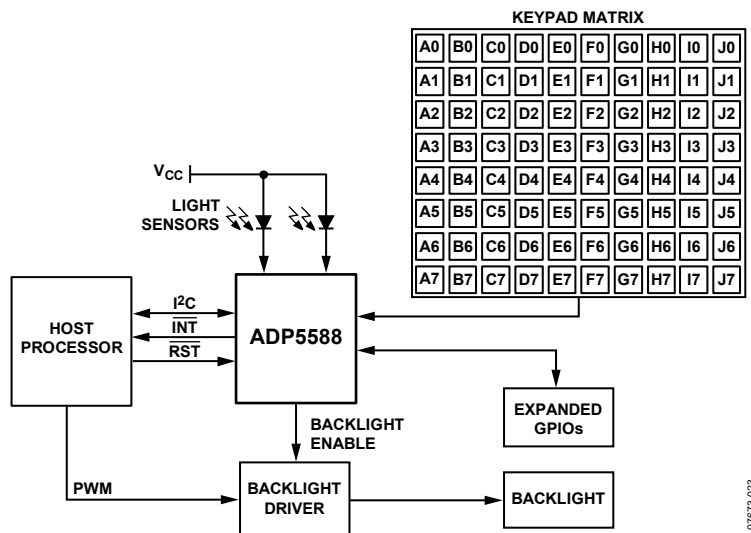 KEYPAD MATRIX
A0 B0 C0 D0 E0 F0 G0 H0 I0 J0
A1 B1 C1 D1 E1 F1 G1 H1 I1 J1
A2 B2 C2 D2 E2 F2 G2 H2 I2 J2
A3 B3 C3 D3 E3 F3 G3 H3 I3 J3
A4 B4 C4 D4 E4 F4 G4 H4 I4 J4
A5 B5 C5 D5 E5 F5 G5 H5 I5 J5
A6 B6 C6 D6 E6 F6 G6 H6 I6 J6
A7 B7 C7 D7 E7 F7 G7 H7 I7 J7
VCC
LIGHT
SENSORS
HOST
PROCESSOR
I2C
INT
RST
ADP5588
BACKLIGHT
ENABLE
EXPANDED
GPIOs
PWM
BACKLIGHT
DRIVER
BACKLIGHT
07673-023